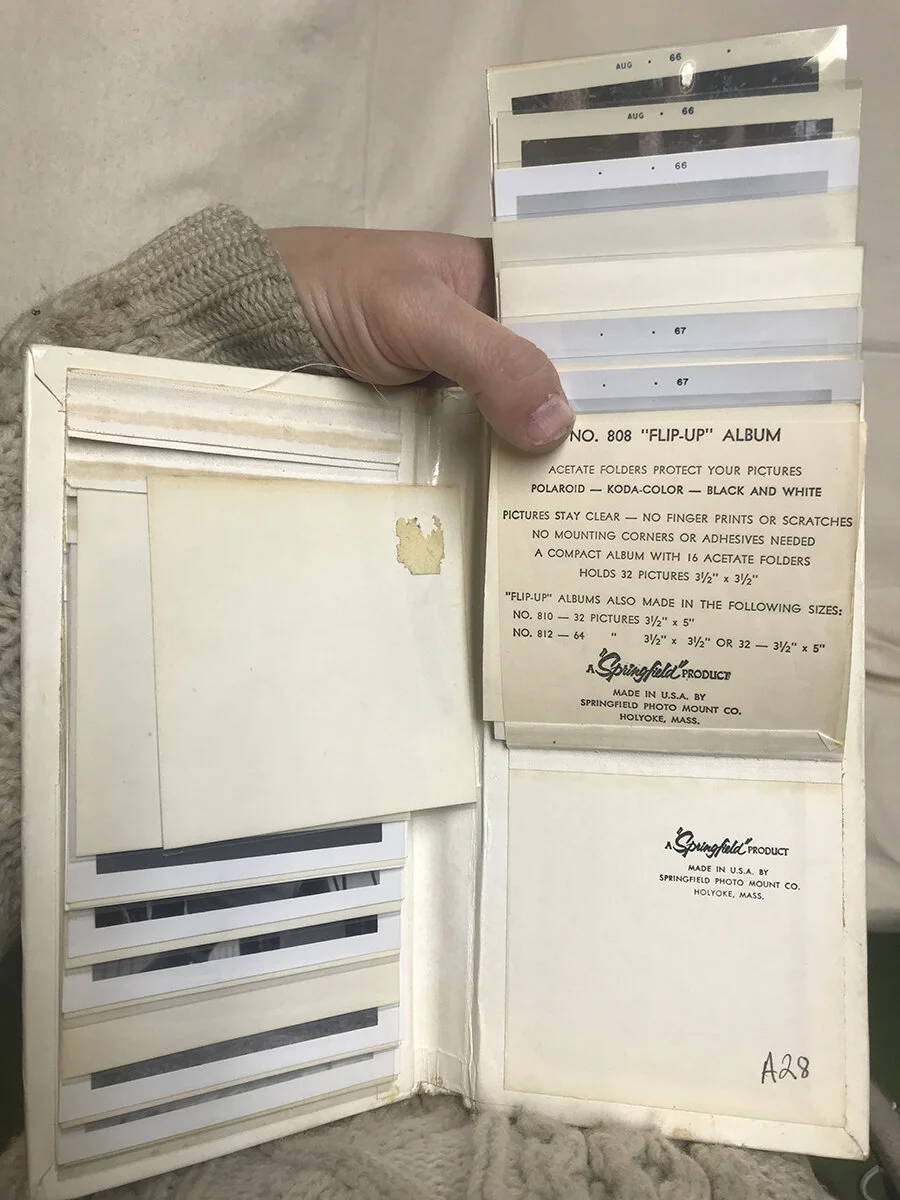 AUG • 66 •
AUG • 66
• • 66
• • 67
• • 67
NO. 808 "FLIP-UP" ALBUM
ACETATE FOLDERS PROTECT YOUR PICTURES
POLAROID — KODA-COLOR — BLACK AND WHITE
PICTURES STAY CLEAR — NO FINGER PRINTS OR SCRATCHES
NO MOUNTING CORNERS OR ADHESIVES NEEDED
A COMPACT ALBUM WITH 16 ACETATE FOLDERS
HOLDS 32 PICTURES 3½" x 3½"
"FLIP-UP" ALBUMS ALSO MADE IN THE FOLLOWING SIZES:
NO. 810 — 32 PICTURES 3½" x 5"
NO. 812 — 64 " 3½" x 3½" OR 32 — 3½" x 5"
A "Springfield" PRODUCT
MADE IN U.S.A. BY
SPRINGFIELD PHOTO MOUNT CO.
HOLYOKE, MASS.
A "Springfield" PRODUCT
MADE IN U.S.A. BY
SPRINGFIELD PHOTO MOUNT CO.
HOLYOKE, MASS.
A28